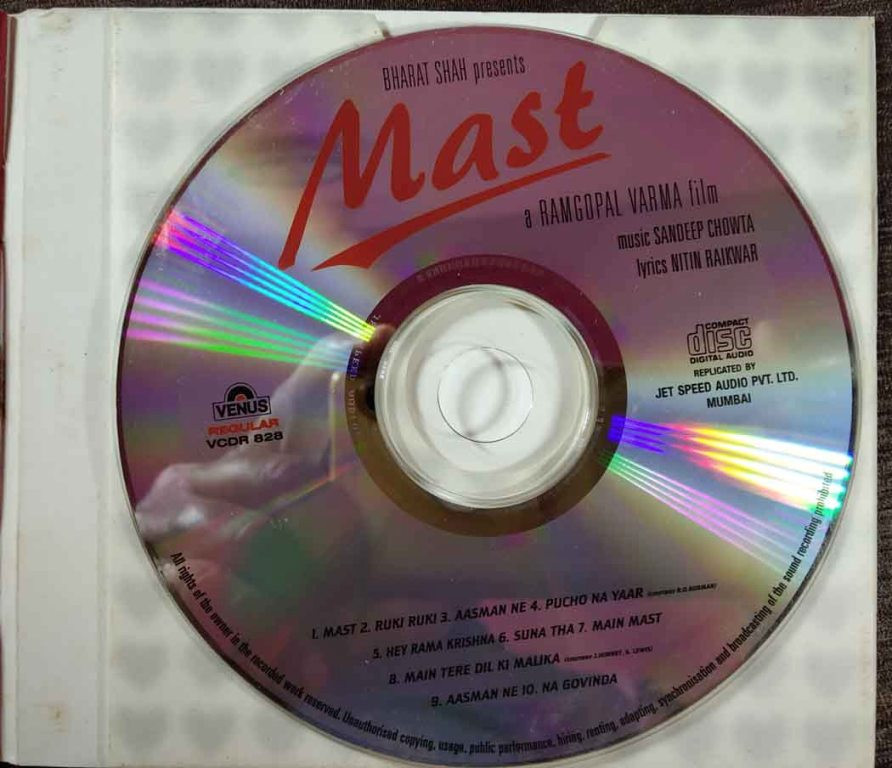 BHARAT SHAH presents
Mast
a RAMGOPAL VARMA film
music SANDEEP CHOWTA
lyrics NITIN RAIKWAR
COMPACT
disc
DIGITAL AUDIO
REPLICATED BY
JET SPEED AUDIO PVT. LTD.
MUMBAI
VENUS
REGULAR
VCDR 828
1. MAST 2. RUKI RUKI 3. AASMAN NE 4. PUCHO NA YAAR (courtesy R.D.BURMAN)
5. HEY RAMA KRISHNA 6. SUNA THA 7. MAIN MAST
8. MAIN TERE DIL KI MALIKA
9. AASMAN NE 10. NA GOVINDA
All rights of the owner in the recorded work reserved. Unauthorised copying, usage, public performance, hiring, renting, adapting, synchronisation and broadcasting of the sound recording prohibited